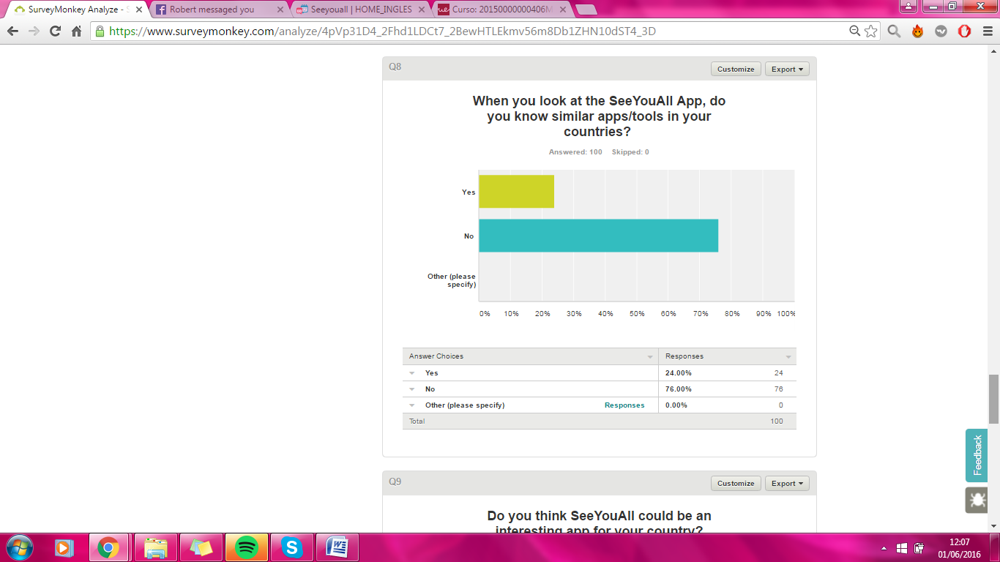 SurveyMonkey Analyze - S
Robert messaged you
Seeyouall | HOME_INGLES
Curso: 20150000000406M
https://www.surveymonkey.com/analyze/4pVp31D4_2Fhd1LDCt7_2BewHTLEkmv56m8Db1ZHN10dST4_3D
Q8
Customize
Export
When you look at the SeeYouAll App, do
you know similar apps/tools in your
countries?
Answered: 100 Skipped: 0
Yes
No
Other (please
specify)
0% 10% 20% 30% 40% 50% 60% 70% 80% 90% 100%
Answer Choices Responses
Yes 24.00% 24
No 76.00% 76
Other (please specify) Responses 0.00% 0
Total 100
Feedback
Q9
Customize
Export
Do you think SeeYouAll could be an
interesting app for your country?
12:07
01/06/2016